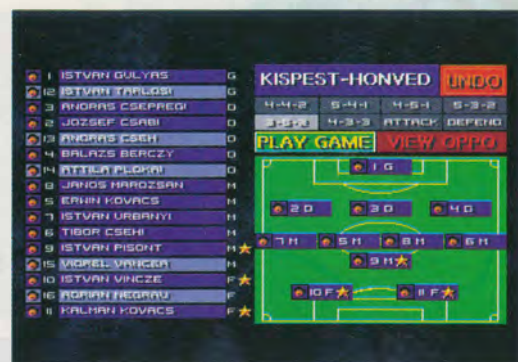 1 ISTVAN GULYAS G
12 ISTVAN TARLOSI G
3 ANDRAS CSEPREGI D
2 JOZSEF CSABI D
13 ANDRAS CSEH D
4 BALAZS BERCZY D
14 ATTILA PLOKAI D
8 JANOS MAROZSAN M
5 ERWIN KOVACS M
7 ISTVAN URBANYI M
6 TIBOR CSEHI M
9 ISTVAN PISONT M
15 VIOREL VANCEA M
10 ISTVAN VINCZE F
16 ADRIAN NEGRAU F
11 KALMAN KOVACS F
KISPEST-HONVED UNDO
4-4-2 5-4-1 4-5-1 5-3-2
3-5-2 4-3-3 ATTACK DEFEND
PLAY GAME VIEW OPPO
1 G
2 D 3 D 4 D
7 M 5 M 8 M 6 M
9 M
10 F 11 F